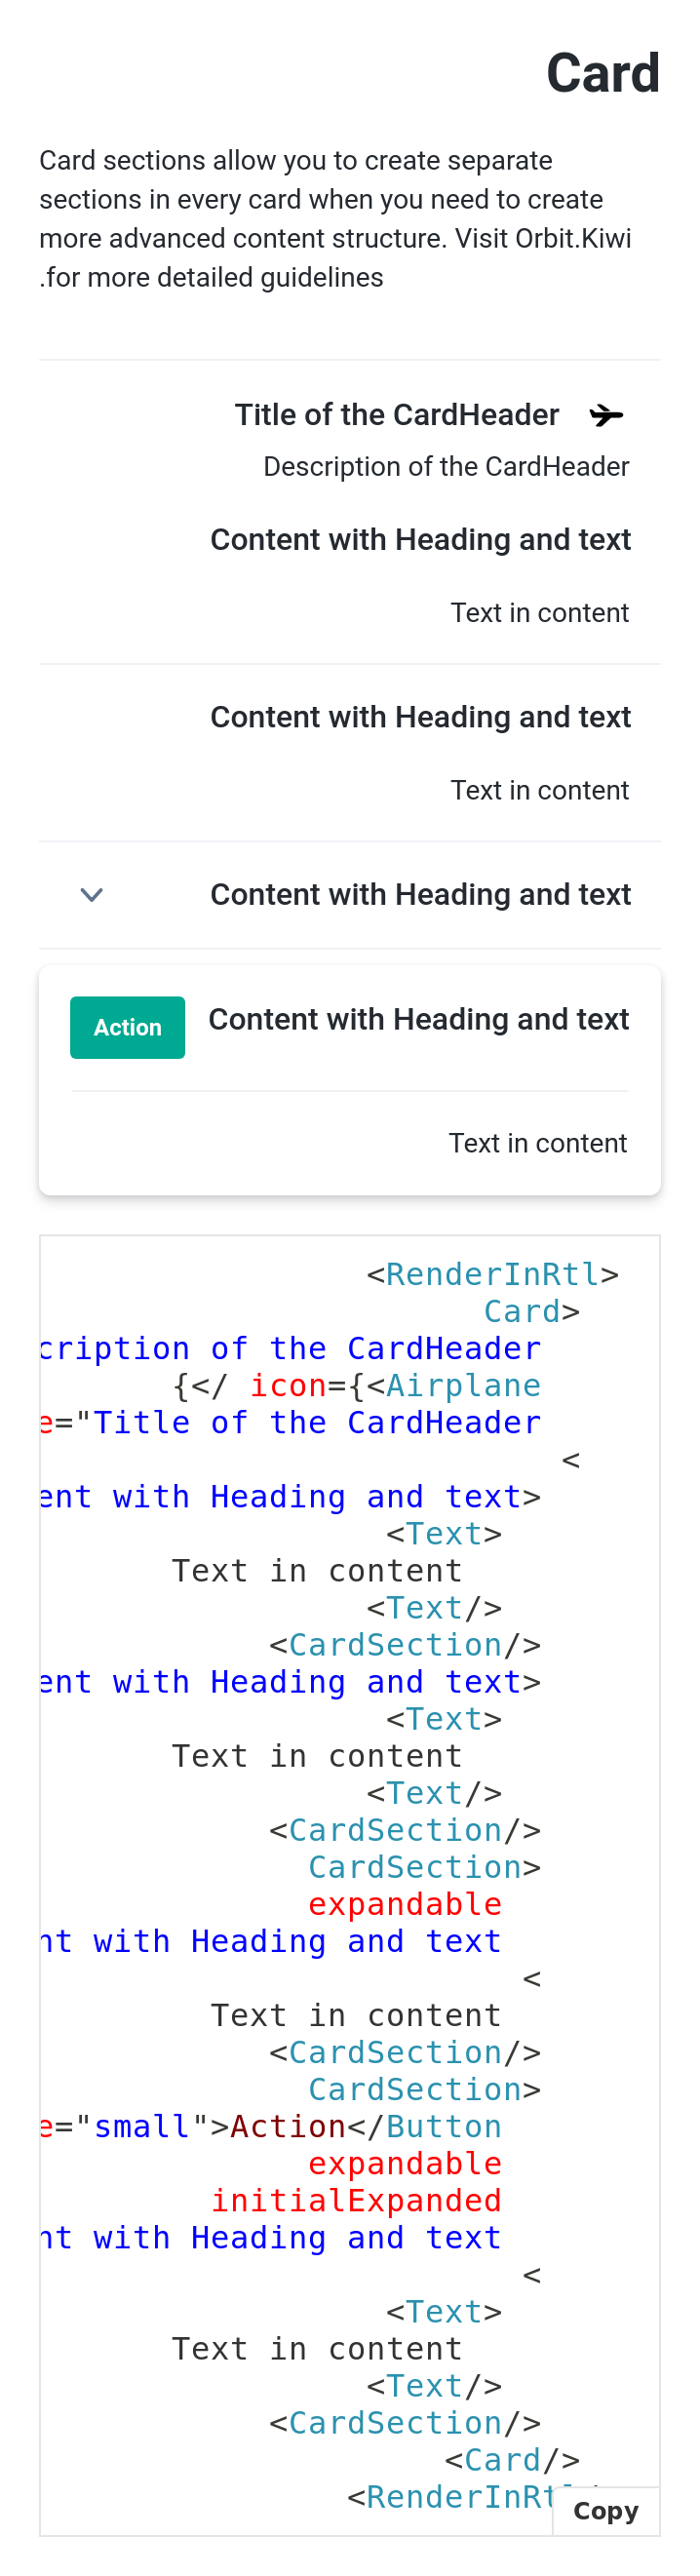 Card
Card sections allow you to create separate
sections in every card when you need to create
more advanced content structure. Visit Orbit.Kiwi
.for more detailed guidelines
Title of the CardHeader
Description of the CardHeader
Content with Heading and text
Text in content
Content with Heading and text
Text in content
Content with Heading and text
Action Content with Heading and text
Text in content
<RenderInRtl>
Card>
cription of the CardHeader
{</ icon={<Airplane
e="Title of the CardHeader
<
ent with Heading and text>
<Text>
Text in content
<Text/>
<CardSection/>
ent with Heading and text>
<Text>
Text in content
<Text/>
<CardSection/>
CardSection>
expandable
nt with Heading and text
<
Text in content
<CardSection/>
CardSection>
e="small">Action</Button
expandable
initialExpanded
nt with Heading and text
<
<Text>
Text in content
<Text/>
<CardSection/>
<Card/>
<RenderInRt
Copy